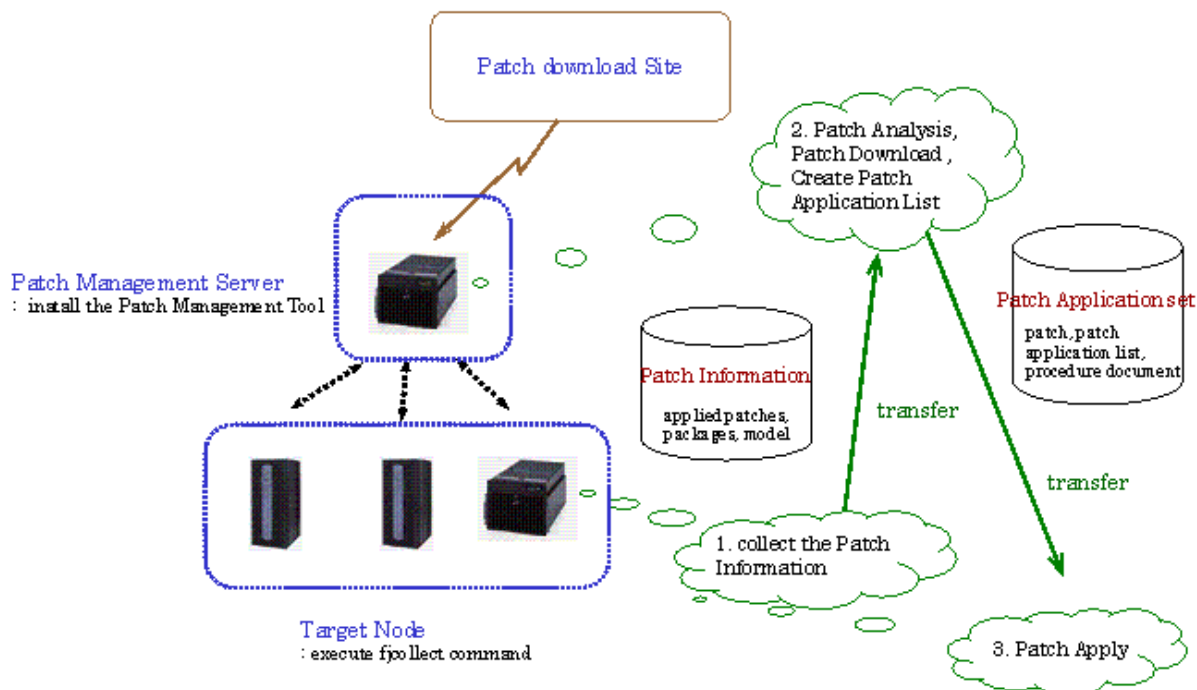 Patch download Site
2. Patch Analysis,
Patch Download ,
Create Patch
Application List
Patch Management Server
: install the Patch Management Tool
Patch Application set
patch, patch
application list,
procedure document
Patch Information
applied patches,
packages, model
transfer
transfer
1. collect the Patch
Information
Target Node
: execute fjcollect command
3. Patch Apply